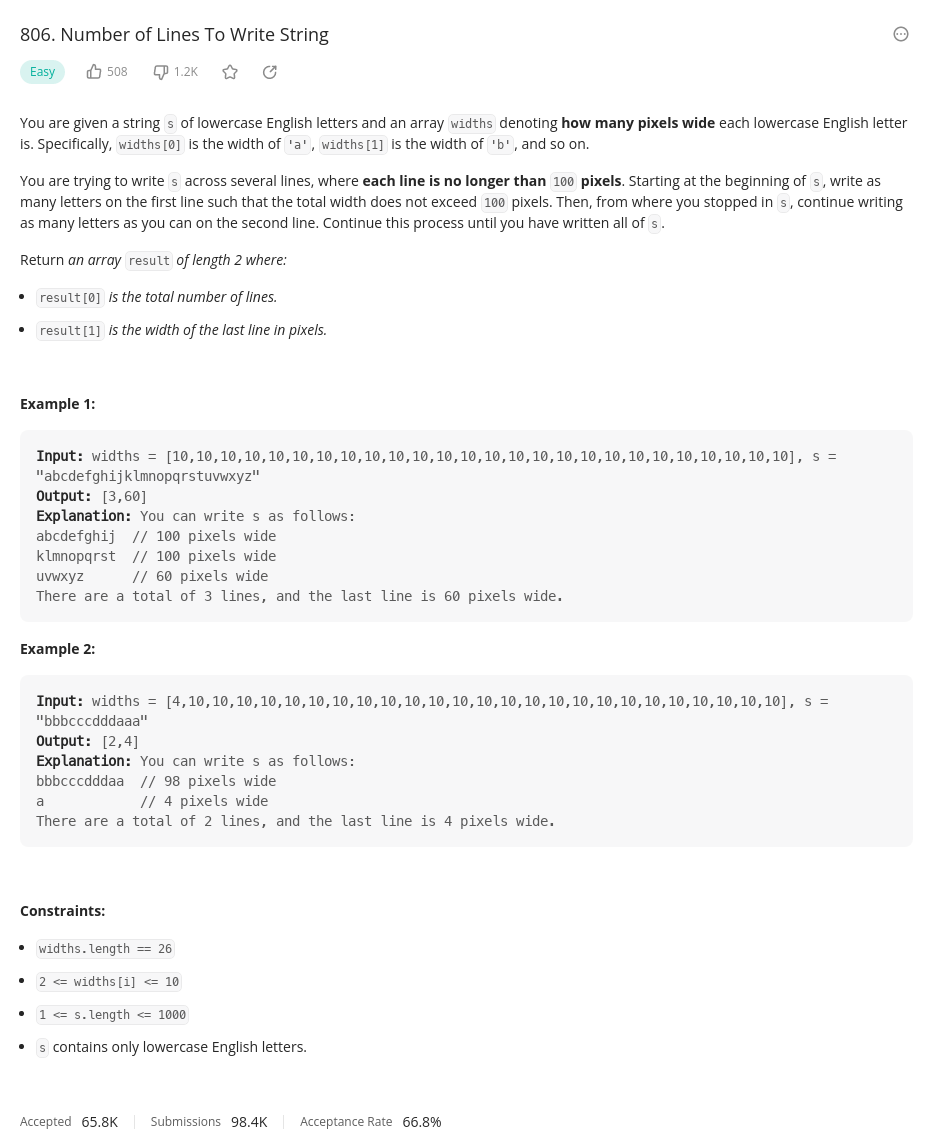 806. Number of Lines To Write String
Easy 508 1.2K
You are given a string s of lowercase English letters and an array widths denoting how many pixels wide each lowercase English letter
is. Specifically, widths[0] is the width of 'a', widths[1] is the width of 'b', and so on.
You are trying to write s across several lines, where each line is no longer than 100 pixels. Starting at the beginning of s, write as
many letters on the first line such that the total width does not exceed 100 pixels. Then, from where you stopped in s, continue writing
as many letters as you can on the second line. Continue this process until you have written all of s.
Return an array result of length 2 where:
• result[0] is the total number of lines.
• result[1] is the width of the last line in pixels.
Example 1:
Input: widths = [10,10,10,10,10,10,10,10,10,10,10,10,10,10,10,10,10,10,10,10,10,10,10,10,10,10], s =
"abcdefghijklmnopqrstuvwxyz"
Output: [3,60]
Explanation: You can write s as follows:
abcdefghij  // 100 pixels wide
klmnopqrst  // 100 pixels wide
uvwxyz      // 60 pixels wide
There are a total of 3 lines, and the last line is 60 pixels wide.
Example 2:
Input: widths = [4,10,10,10,10,10,10,10,10,10,10,10,10,10,10,10,10,10,10,10,10,10,10,10,10,10], s =
"bbbcccdddaaa"
Output: [2,4]
Explanation: You can write s as follows:
bbbcccdddaa  // 98 pixels wide
a            // 4 pixels wide
There are a total of 2 lines, and the last line is 4 pixels wide.
Constraints:
• widths.length == 26
• 2 <= widths[i] <= 10
• 1 <= s.length <= 1000
• s contains only lowercase English letters.
Accepted 65.8K Submissions 98.4K Acceptance Rate 66.8%